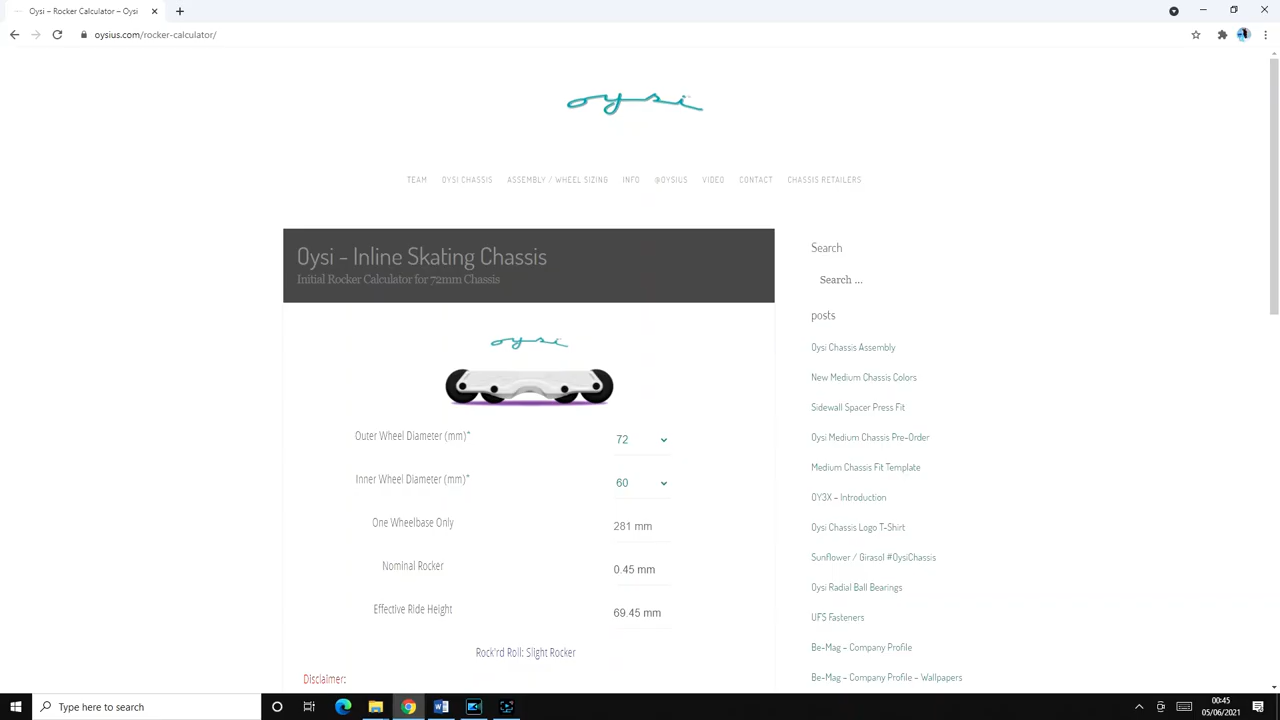 Oysi – Rocker Calculator – Oysi
oysius.com/rocker-calculator/
oysi
TEAM OYSI CHASSIS ASSEMBLY / WHEEL SIZING INFO @OYSIUS VIDEO CONTACT CHASSIS RETAILERS
Oysi - Inline Skating Chassis
Initial Rocker Calculator for 72mm Chassis
oysi
Outer Wheel Diameter (mm)* 72
Inner Wheel Diameter (mm)* 60
One Wheelbase Only 281 mm
Nominal Rocker 0.45 mm
Effective Ride Height 69.45 mm
Rock'rd Roll: Slight Rocker
Disclaimer:
Search
Search ...
posts
Oysi Chassis Assembly
New Medium Chassis Colors
Sidewall Spacer Press Fit
Oysi Medium Chassis Pre-Order
Medium Chassis Fit Template
OY3X – Introduction
Oysi Chassis Logo T-Shirt
Sunflower / Girasol #OysiChassis
Oysi Radial Ball Bearings
UFS Fasteners
Be-Mag – Company Profile
Be-Mag – Company Profile – Wallpapers
Type here to search
00:45
05/06/2021